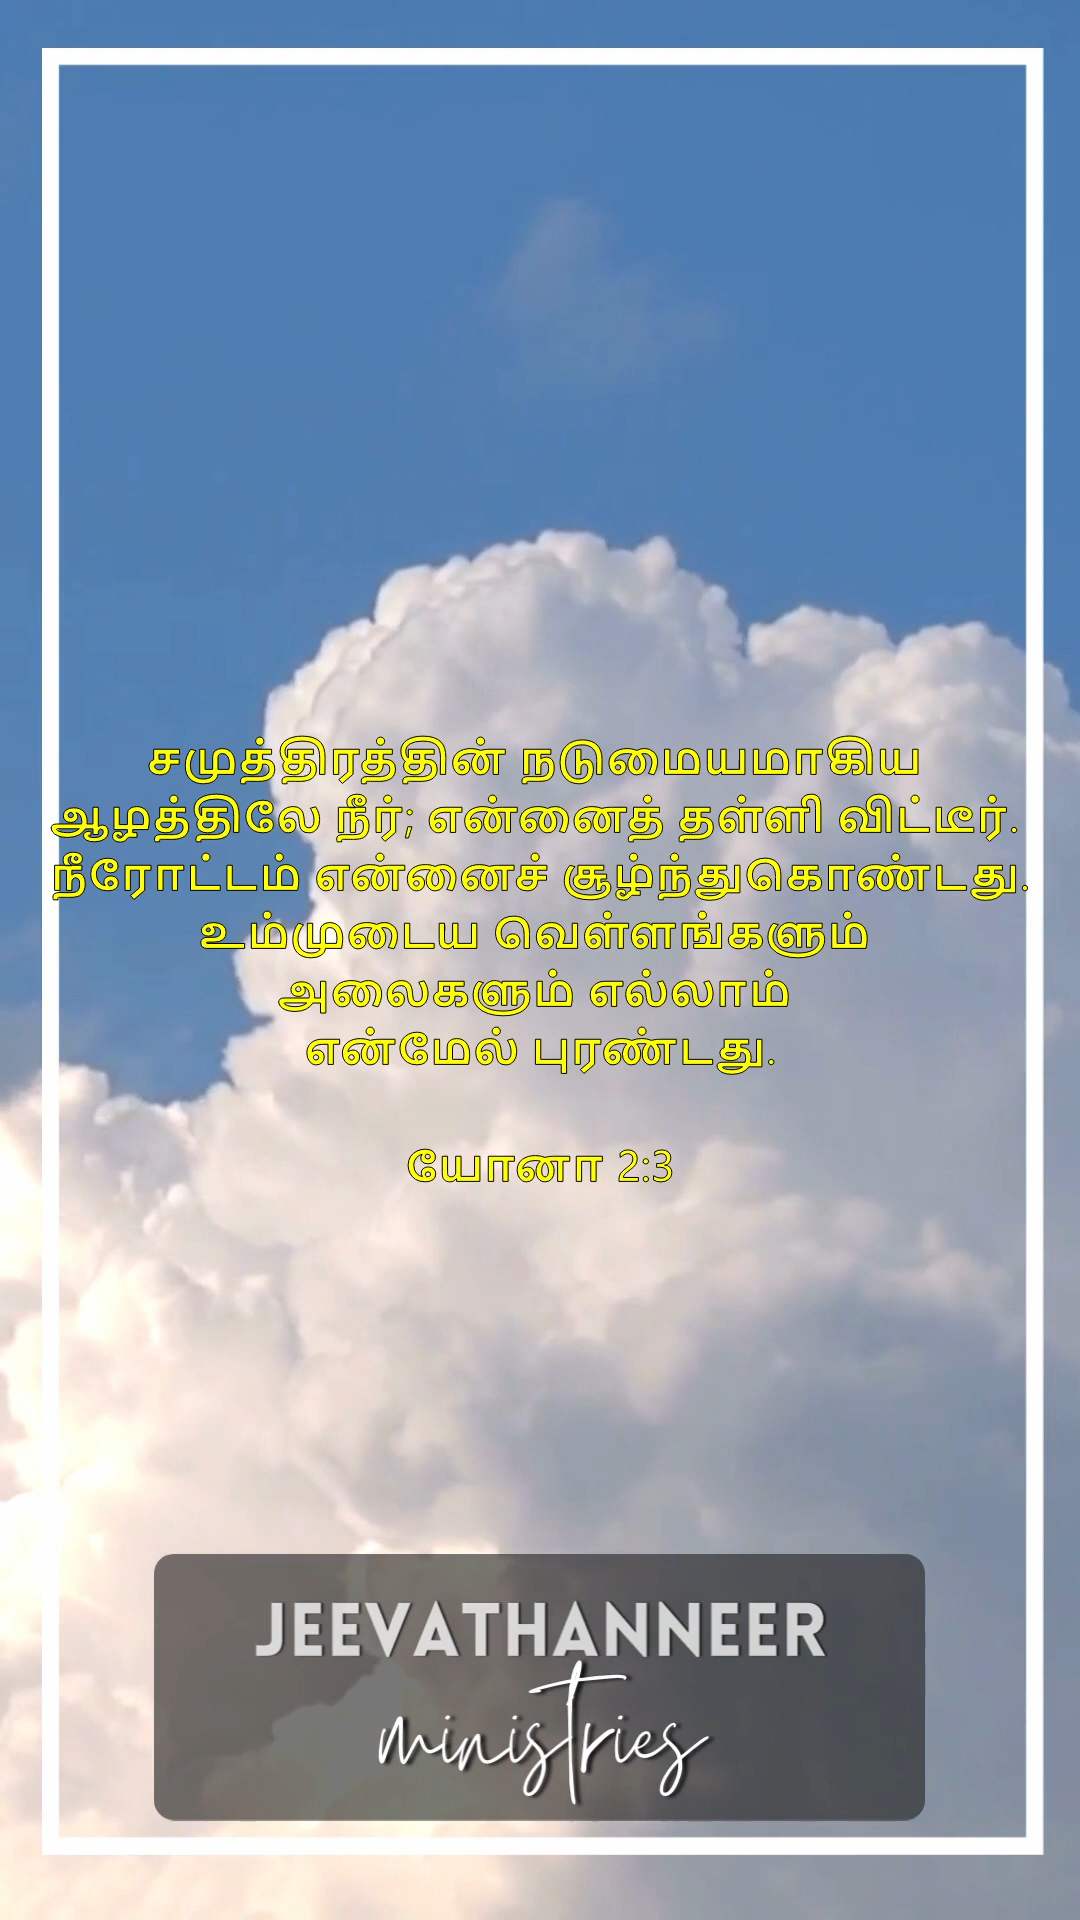 சமுத்திரத்தின் நடுமையமாகிய
ஆழத்திலே நீர்; என்னைத் தள்ளி விட்டீர்.
நீரோட்டம் என்னைச் சூழ்ந்துகொண்டது.
உம்முடைய வெள்ளங்களும்
அலைகளும் எல்லாம்
என்மேல் புரண்டது.
யோனா 2:3
JEEVATHANNEER
ministries